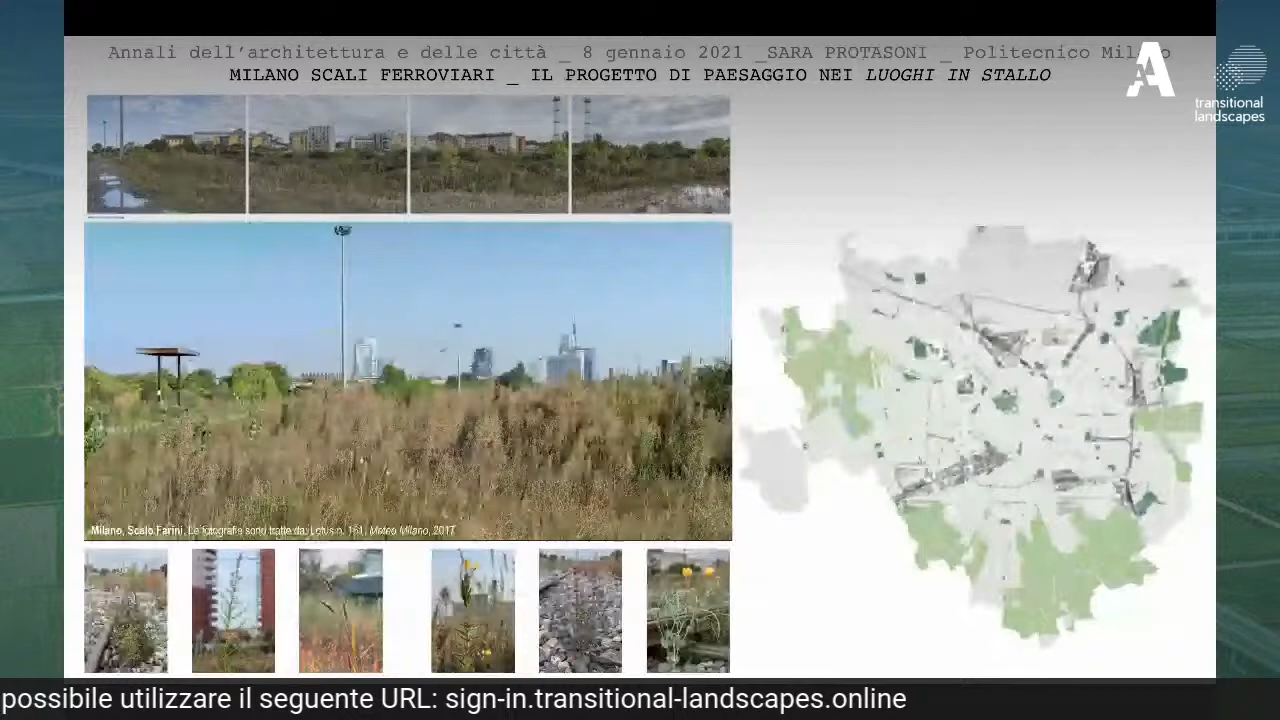 Annali dell'architettura e delle città _ 8 gennaio 2021 _SARA PROTASONI _ Politecnico Milano
MILANO SCALI FERROVIARI _ IL PROGETTO DI PAESAGGIO NEI LUOGHI IN STALLO
A
transitional
landscapes
Milano, Scalo Farini. Le fotografie sono tratte da: Lotus n. 161, Meteo Milano, 2017
possibile utilizzare il seguente URL: sign-in.transitional-landscapes.online